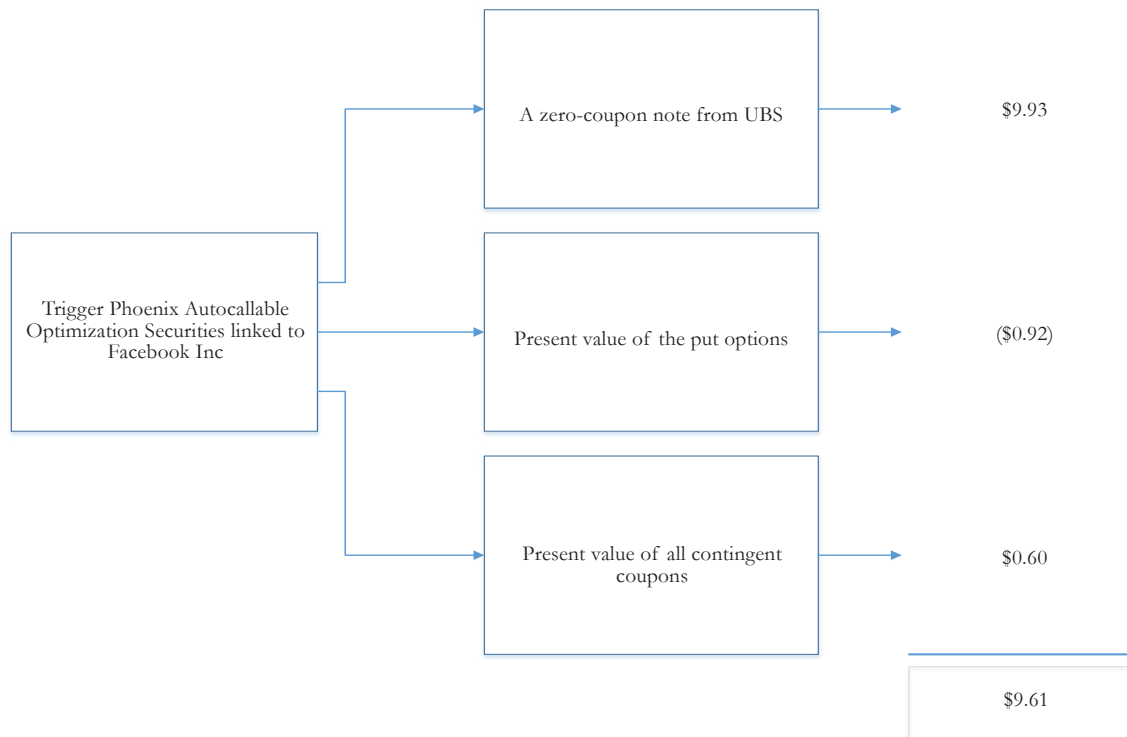 A zero-coupon note from UBS
$9.93
Trigger Phoenix Autocallable
Optimization Securities linked to
Facebook Inc
Present value of the put options
($0.92)
Present value of all contingent
coupons
$0.60
$9.61